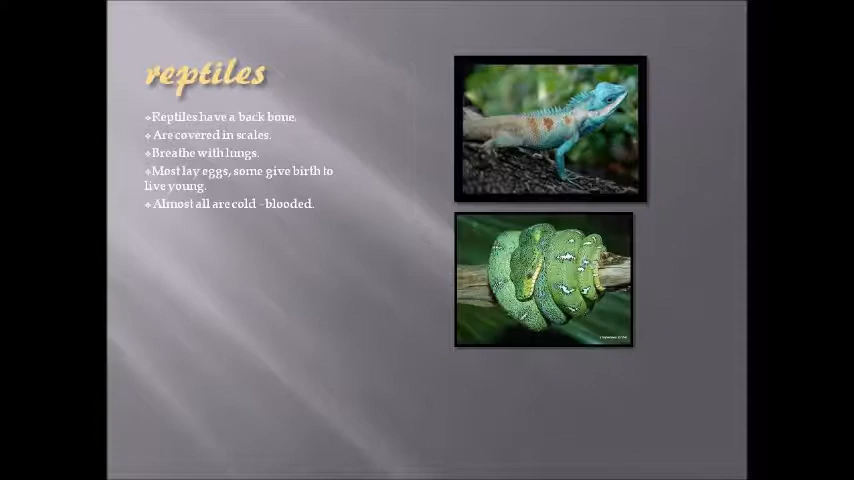 reptiles
Reptiles have a back bone.
Are covered in scales.
Breathe with lungs.
Most lay eggs, some give birth to
live young.
Almost all are cold -blooded.